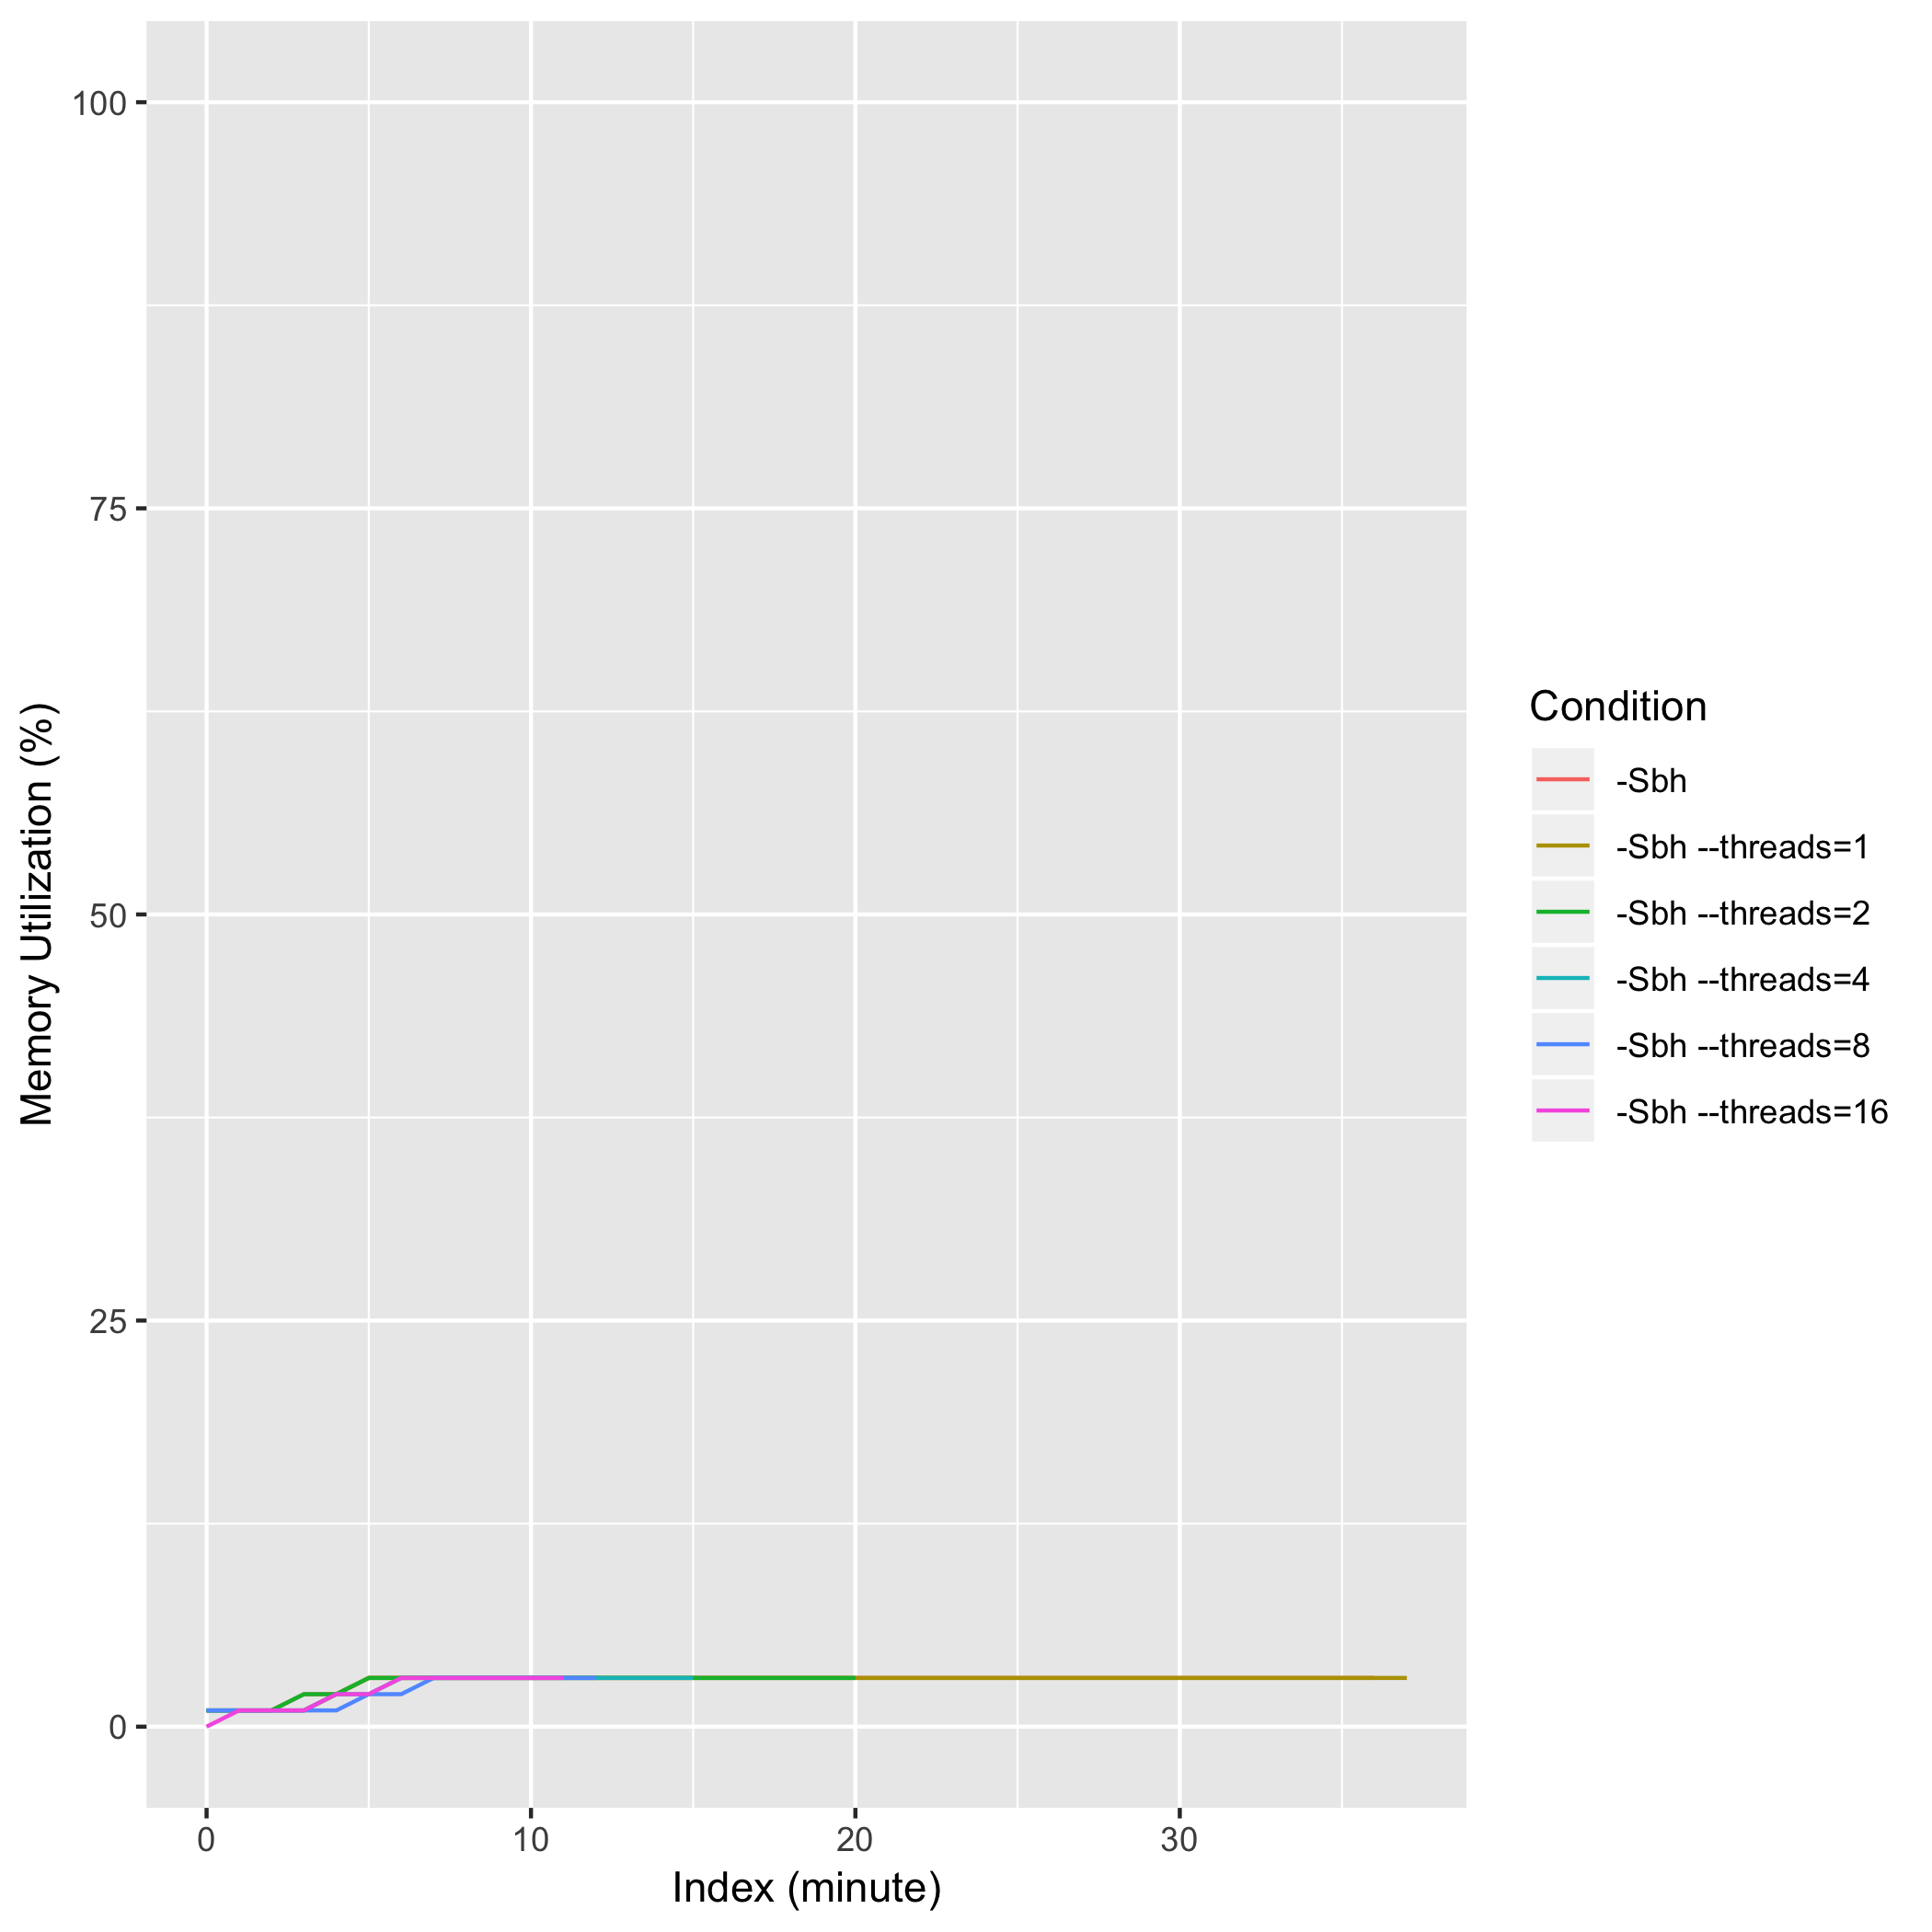 100
75
50
25
0
Memory Utilization (%)
0 10 20 30
Index (minute)
Condition
-Sbh
-Sbh --threads=1
-Sbh --threads=2
-Sbh --threads=4
-Sbh --threads=8
-Sbh --threads=16